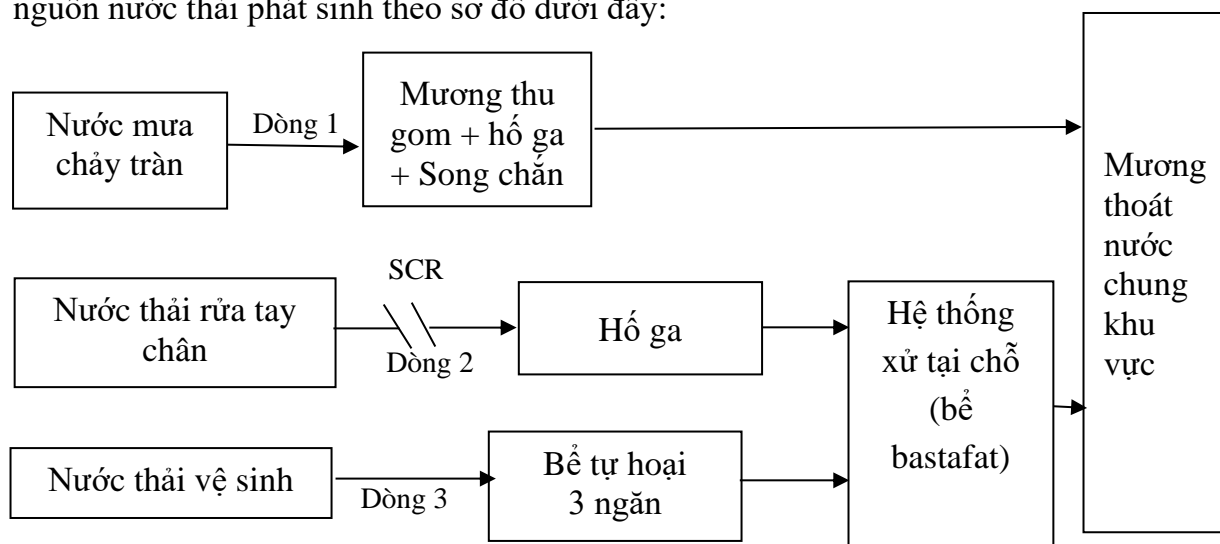 nguồn nước thải phát sinh theo sơ đồ dưới đây:
Nước mưa
chảy tràn
Dòng 1
Mương thu
gom + hố ga
+ Song chắn
Mương
thoát
nước
chung
khu
vực
Nước thải rửa tay
chân
SCR
Dòng 2
Hố ga
Hệ thống
xử tại chỗ
(bể
bastafat)
Nước thải vệ sinh
Dòng 3
Bể tự hoại
3 ngăn